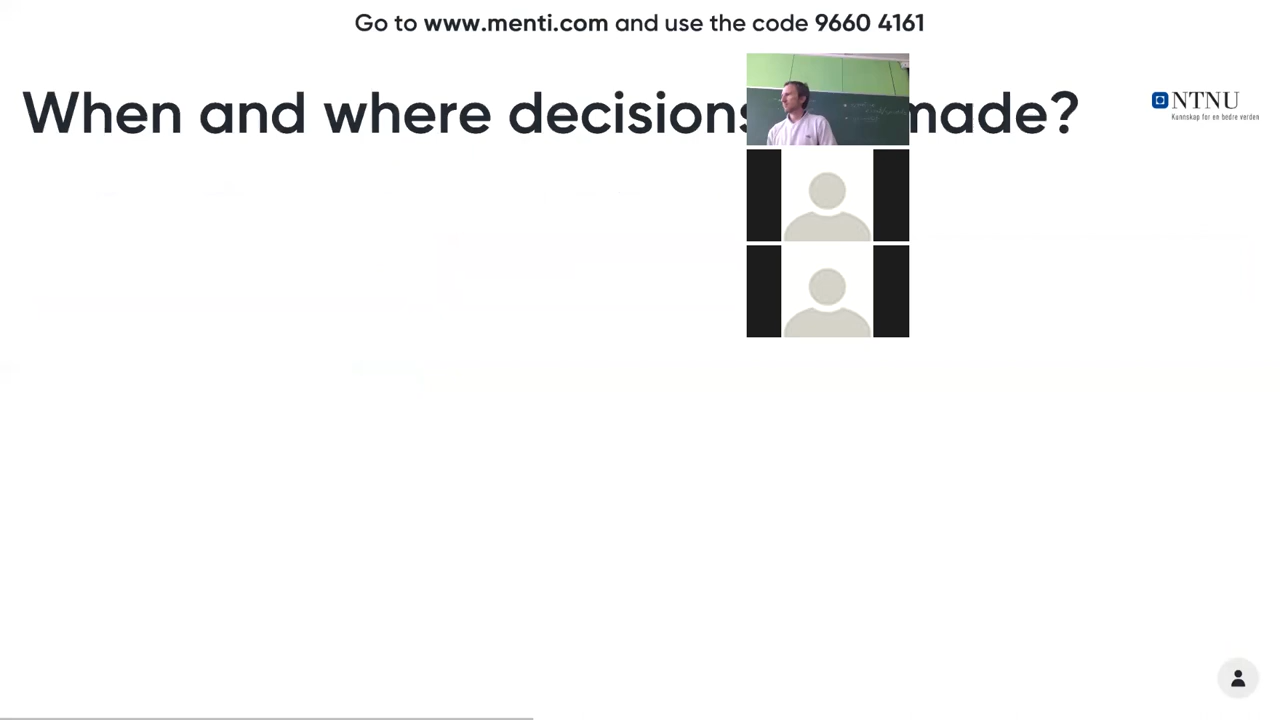 Go to www.menti.com and use the code 9660 4161
When and where decisions made?
NTNU
Kunnskap for en bedre verden